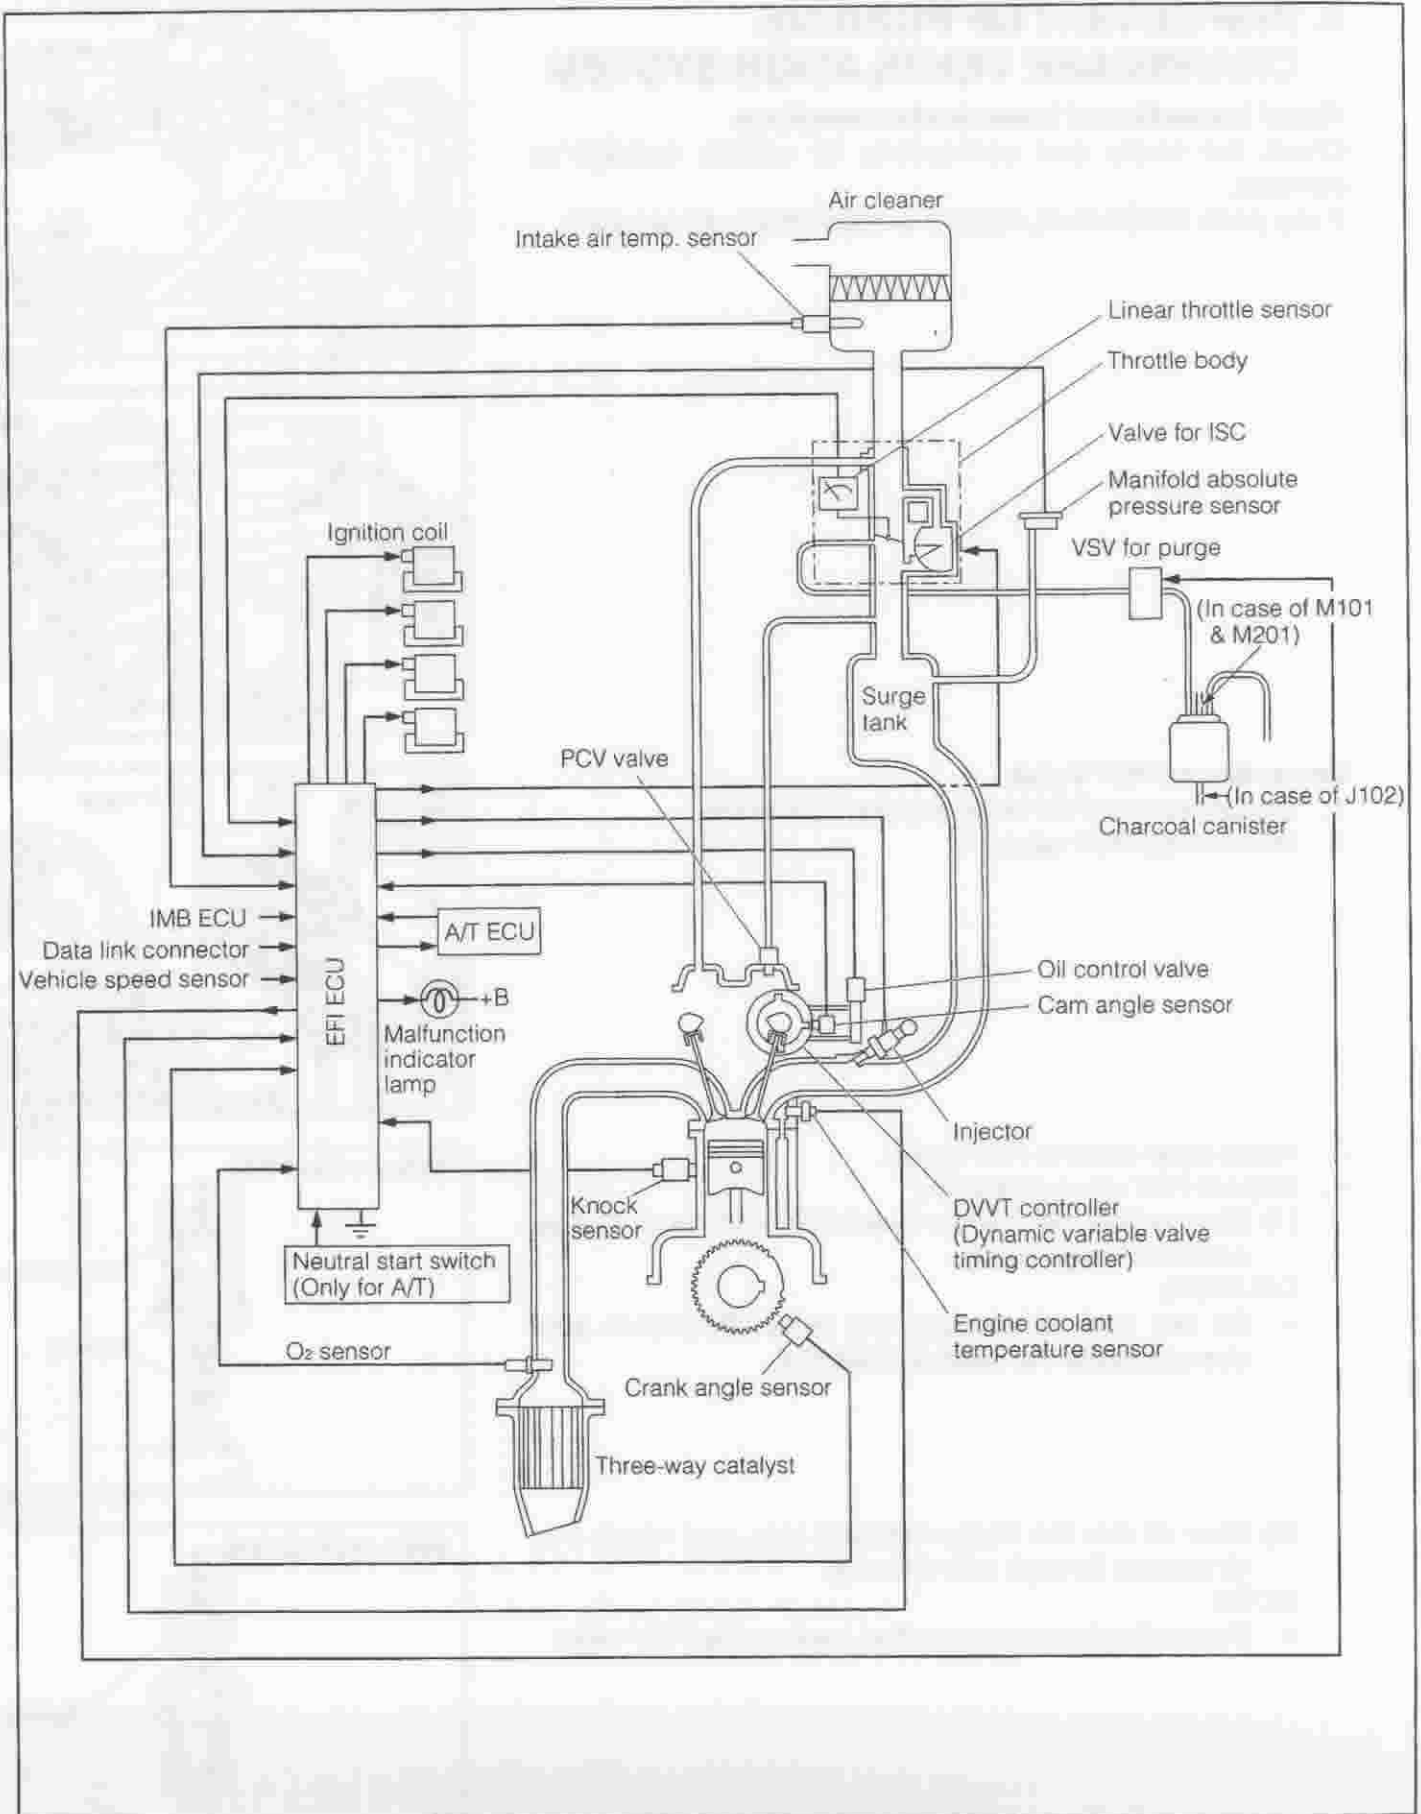 Air cleaner
Intake air temp. sensor
Linear throttle sensor
Throttle body
Valve for ISC
Manifold absolute
pressure sensor
VSV for purge
Ignition coil
(In case of M101
& M201)
Surge
tank
PCV valve
(In case of J102)
Charcoal canister
IMB ECU
A/T ECU
Data link connector
Vehicle speed sensor
EFI ECU
+B
Malfunction
indicator
lamp
Oil control valve
Cam angle sensor
Injector
Knock
sensor
DVVT controller
(Dynamic variable valve
timing controller)
Neutral start switch
(Only for A/T)
Engine coolant
temperature sensor
O₂ sensor
Crank angle sensor
Three-way catalyst